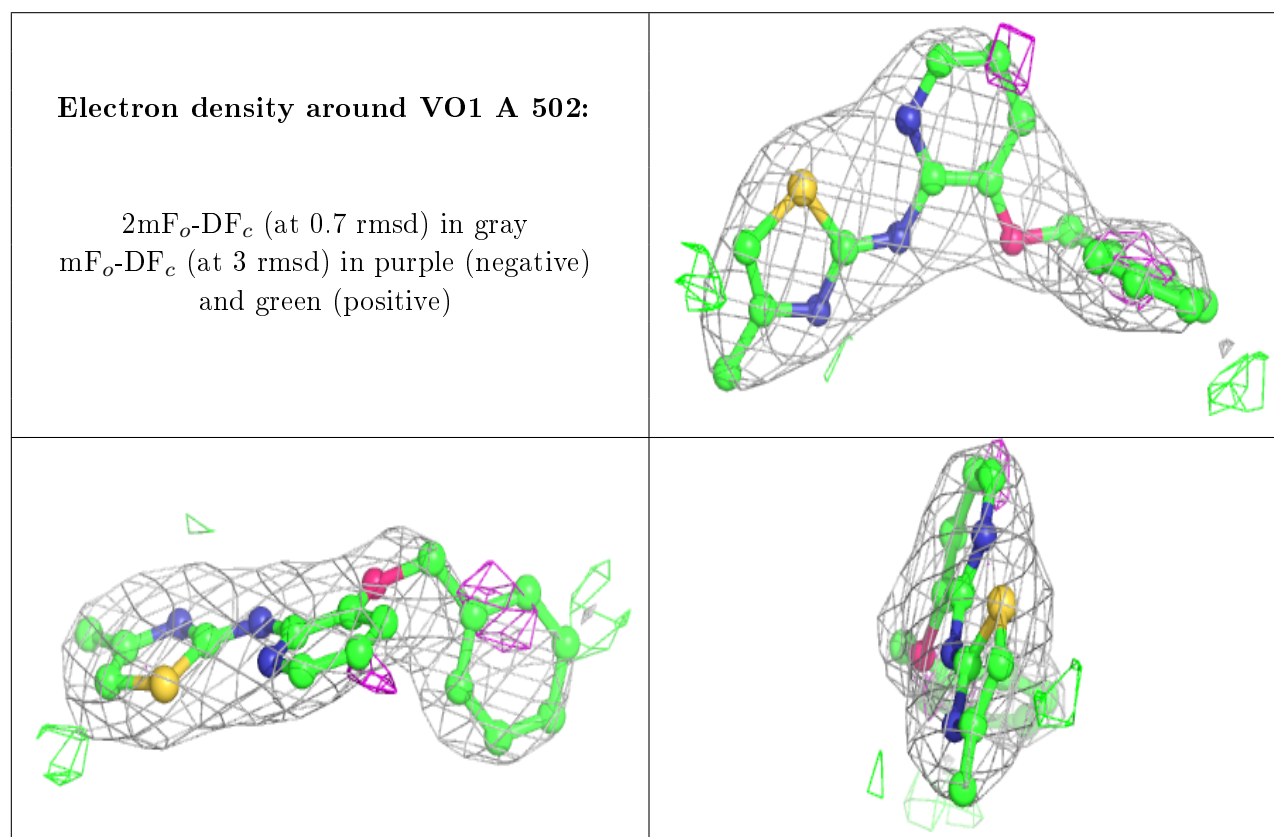 Electron density around VO1 A 502:
2mFₒ-DF𝒸 (at 0.7 rmsd) in gray
mFₒ-DF𝒸 (at 3 rmsd) in purple (negative)
and green (positive)